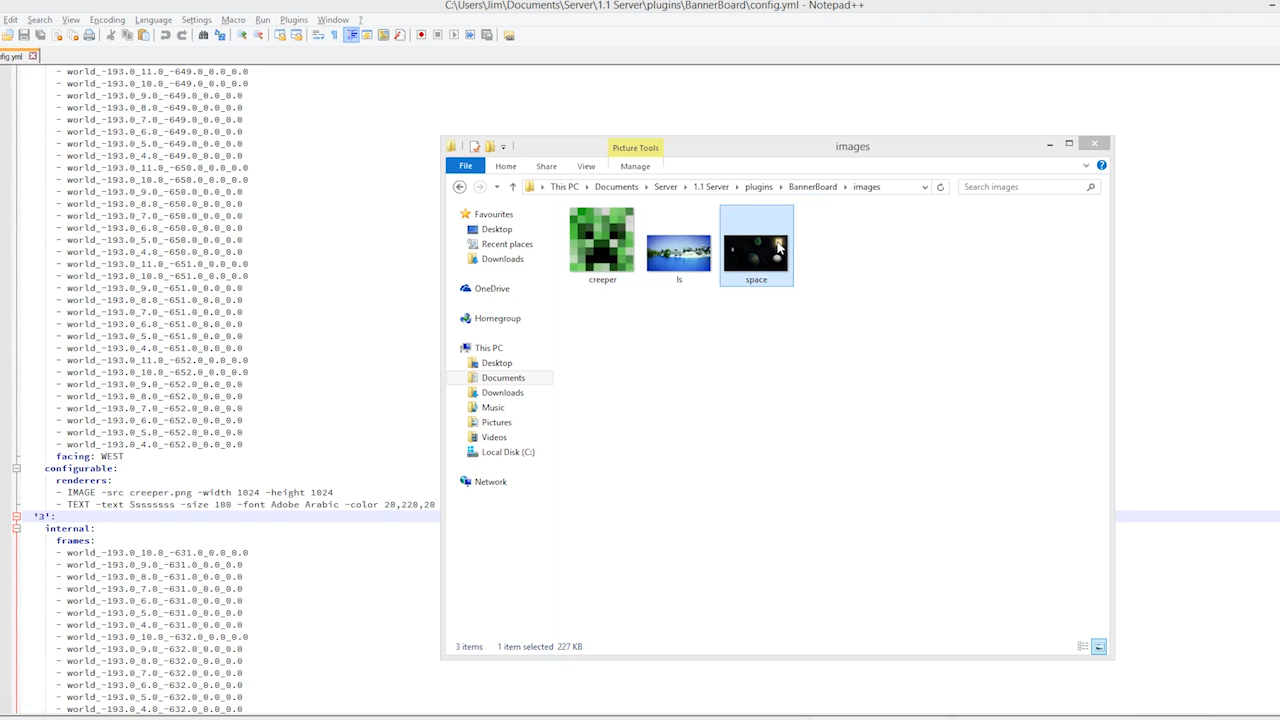 C:\Users\Jim\Documents\Server\1.1 Server\plugins\BannerBoard\config.yml - Notepad++
Edit Search View Encoding Language Settings Macro Run Plugins Window ?
fig.yml
- world_-193.0_11.0_-649.0_0.0_0.0
- world_-193.0_10.0_-649.0_0.0_0.0
- world_-193.0_9.0_-649.0_0.0_0.0
- world_-193.0_8.0_-649.0_0.0_0.0
- world_-193.0_7.0_-649.0_0.0_0.0
- world_-193.0_6.0_-649.0_0.0_0.0
- world_-193.0_5.0_-649.0_0.0_0.0
- world_-193.0_4.0_-649.0_0.0_0.0
- world_-193.0_11.0_-650.0_0.0_0.0
- world_-193.0_10.0_-650.0_0.0_0.0
- world_-193.0_9.0_-650.0_0.0_0.0
- world_-193.0_8.0_-650.0_0.0_0.0
- world_-193.0_7.0_-650.0_0.0_0.0
- world_-193.0_6.0_-650.0_0.0_0.0
- world_-193.0_5.0_-650.0_0.0_0.0
- world_-193.0_4.0_-650.0_0.0_0.0
- world_-193.0_11.0_-651.0_0.0_0.0
- world_-193.0_10.0_-651.0_0.0_0.0
- world_-193.0_9.0_-651.0_0.0_0.0
- world_-193.0_8.0_-651.0_0.0_0.0
- world_-193.0_7.0_-651.0_0.0_0.0
- world_-193.0_6.0_-651.0_0.0_0.0
- world_-193.0_5.0_-651.0_0.0_0.0
- world_-193.0_4.0_-651.0_0.0_0.0
- world_-193.0_11.0_-652.0_0.0_0.0
- world_-193.0_10.0_-652.0_0.0_0.0
- world_-193.0_9.0_-652.0_0.0_0.0
- world_-193.0_8.0_-652.0_0.0_0.0
- world_-193.0_7.0_-652.0_0.0_0.0
- world_-193.0_6.0_-652.0_0.0_0.0
- world_-193.0_5.0_-652.0_0.0_0.0
- world_-193.0_4.0_-652.0_0.0_0.0
facing: WEST
configurable:
renderers:
- IMAGE -src creeper.png -width 1024 -height 1024
- TEXT -text Ssssssss -size 100 -font Adobe Arabic -color 20,220,20
'3':
internal:
frames:
- world_-193.0_10.0_-631.0_0.0_0.0
- world_-193.0_9.0_-631.0_0.0_0.0
- world_-193.0_8.0_-631.0_0.0_0.0
- world_-193.0_7.0_-631.0_0.0_0.0
- world_-193.0_6.0_-631.0_0.0_0.0
- world_-193.0_5.0_-631.0_0.0_0.0
- world_-193.0_4.0_-631.0_0.0_0.0
- world_-193.0_10.0_-632.0_0.0_0.0
- world_-193.0_9.0_-632.0_0.0_0.0
- world_-193.0_8.0_-632.0_0.0_0.0
- world_-193.0_7.0_-632.0_0.0_0.0
- world_-193.0_6.0_-632.0_0.0_0.0
- world_-193.0_5.0_-632.0_0.0_0.0
- world_-193.0_4.0_-632.0_0.0_0.0
Picture Tools
images
File Home Share View Manage
This PC Documents Server 1.1 Server plugins BannerBoard images
Search images
Favourites
Desktop
Recent places
Downloads
OneDrive
Homegroup
This PC
Desktop
Documents
Downloads
Music
Pictures
Videos
Local Disk (C:)
Network
creeper
ls
space
3 items 1 item selected 227 KB